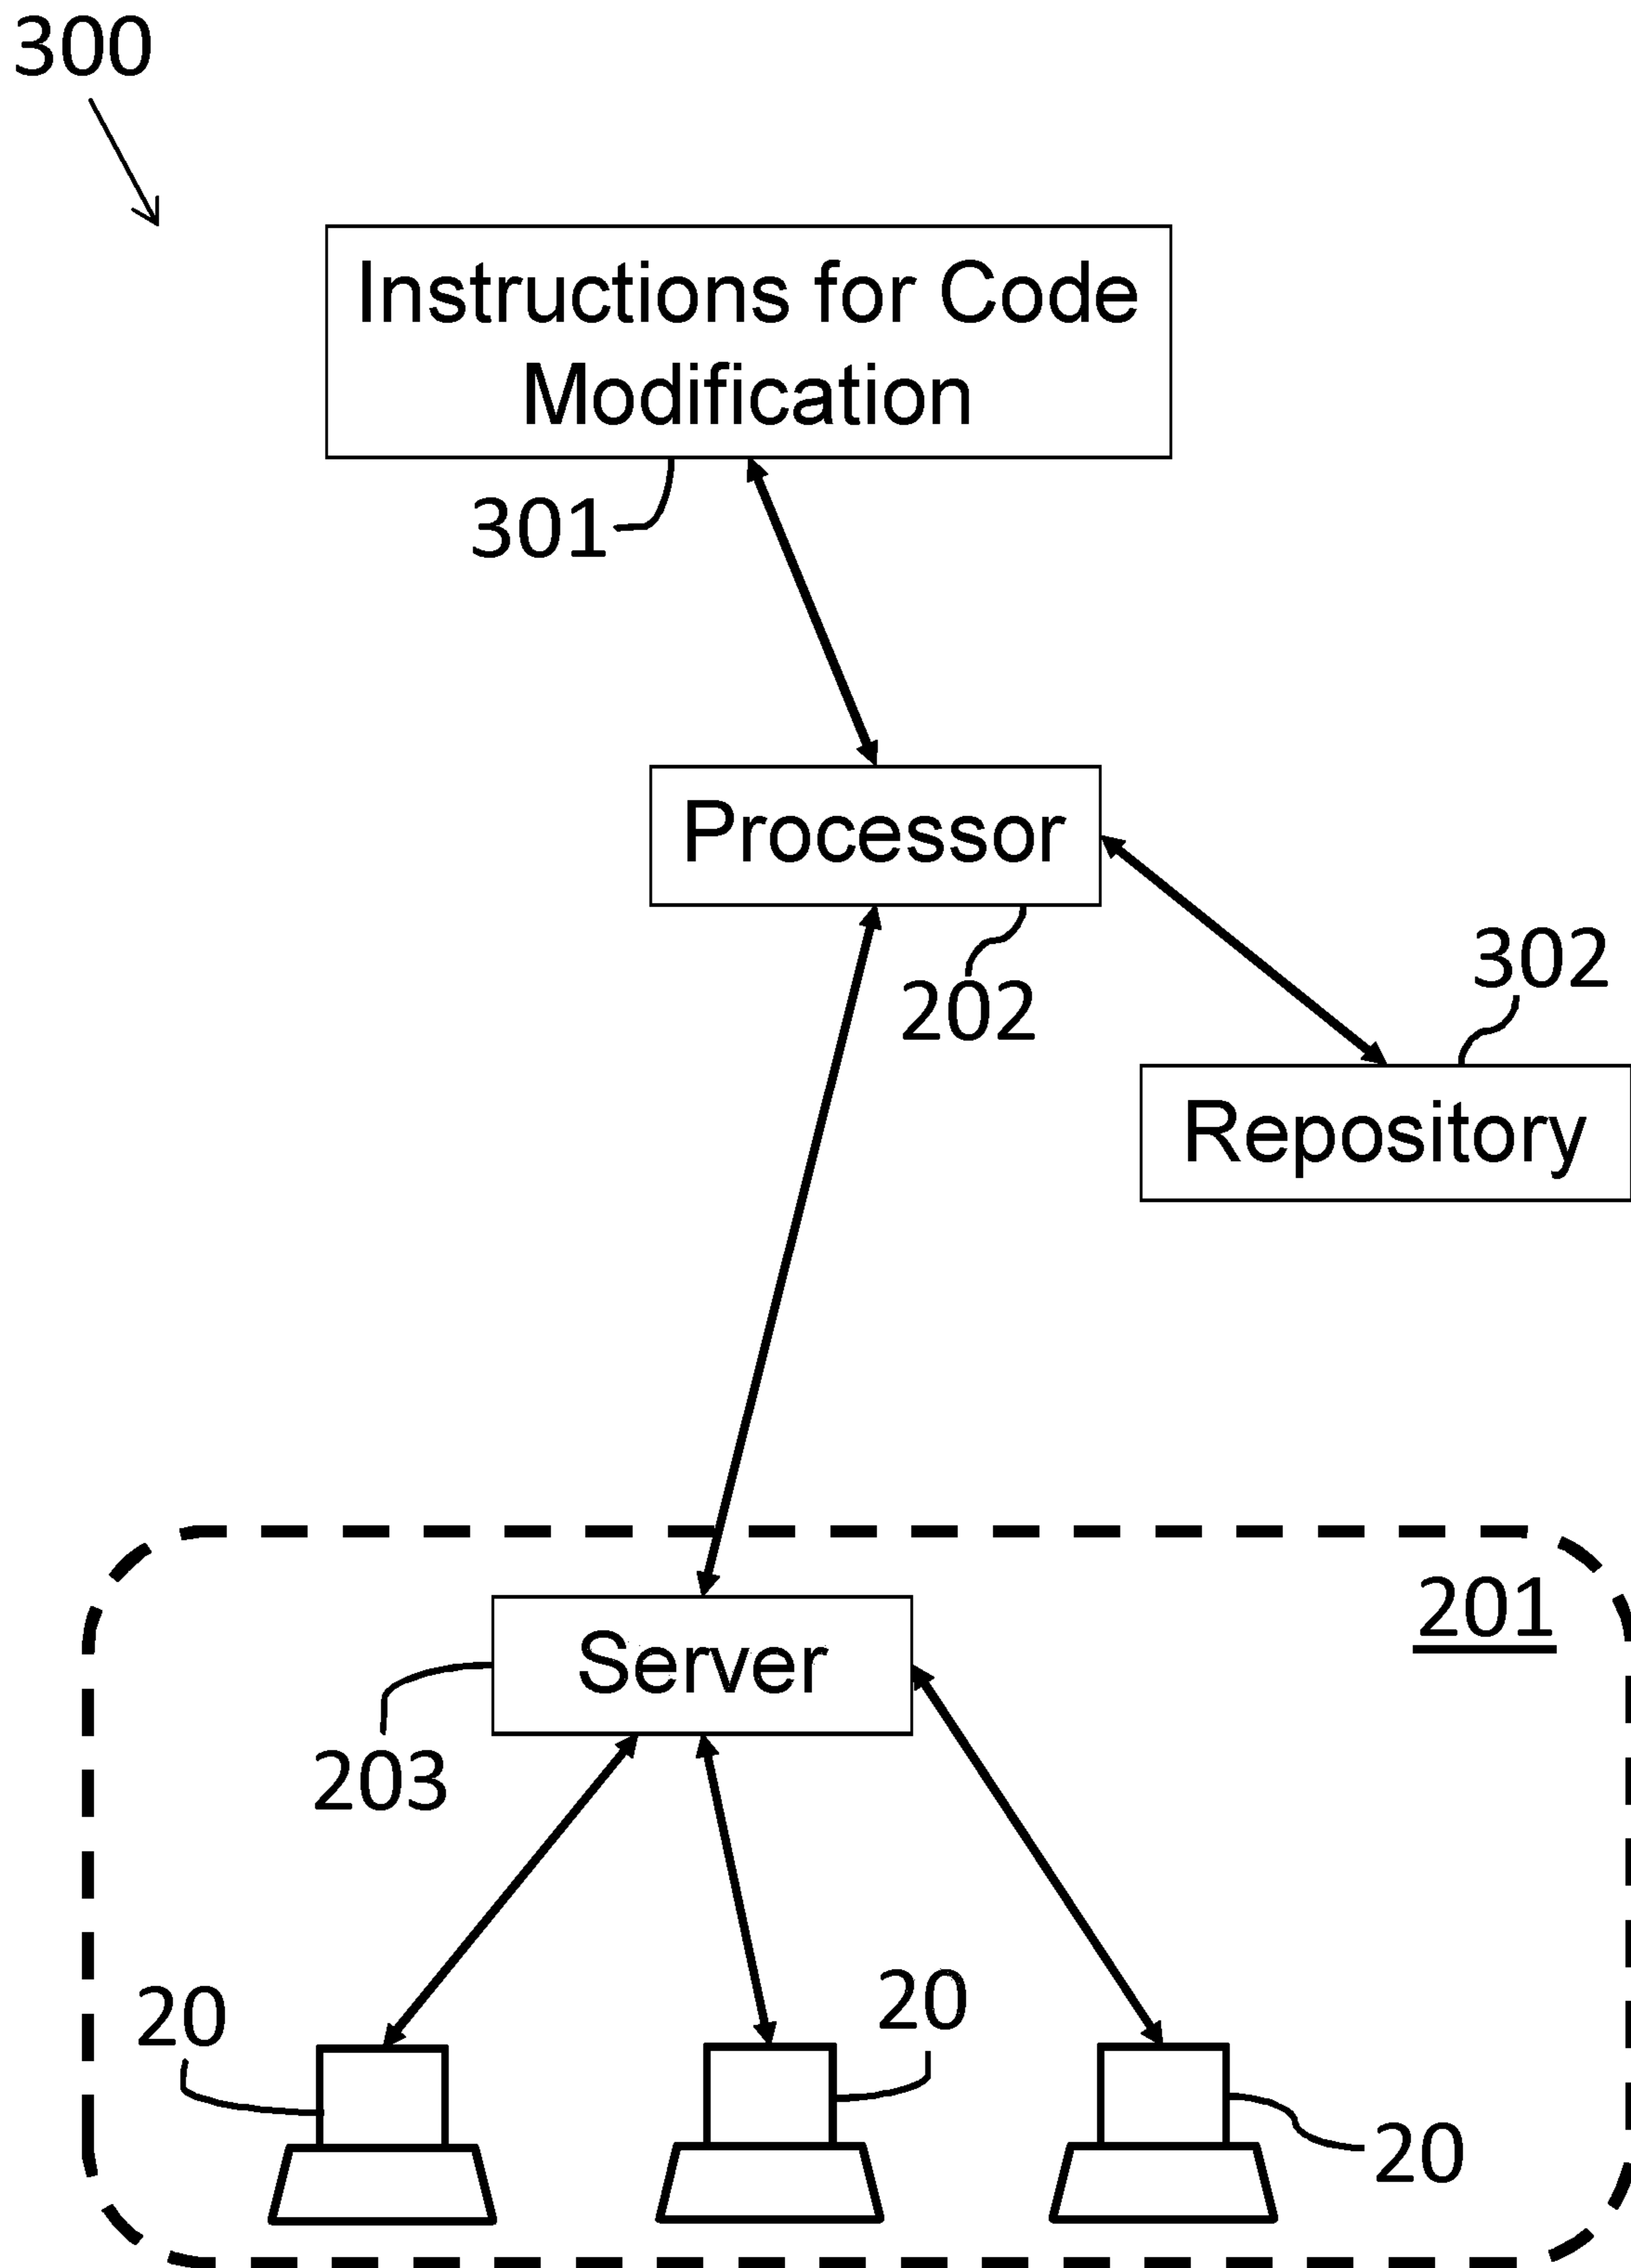 300
Instructions for Code
Modification
301
Processor
202
302
Repository
201
Server
203
20
20
20